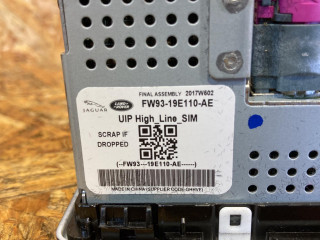 FINAL ASSEMBLY 2017W602
JAGUAR LAND ROVER FW93-19E110-AE
UIP High_Line_SIM
SCRAP IF
DROPPED
(--FW93---19E110-AE------)